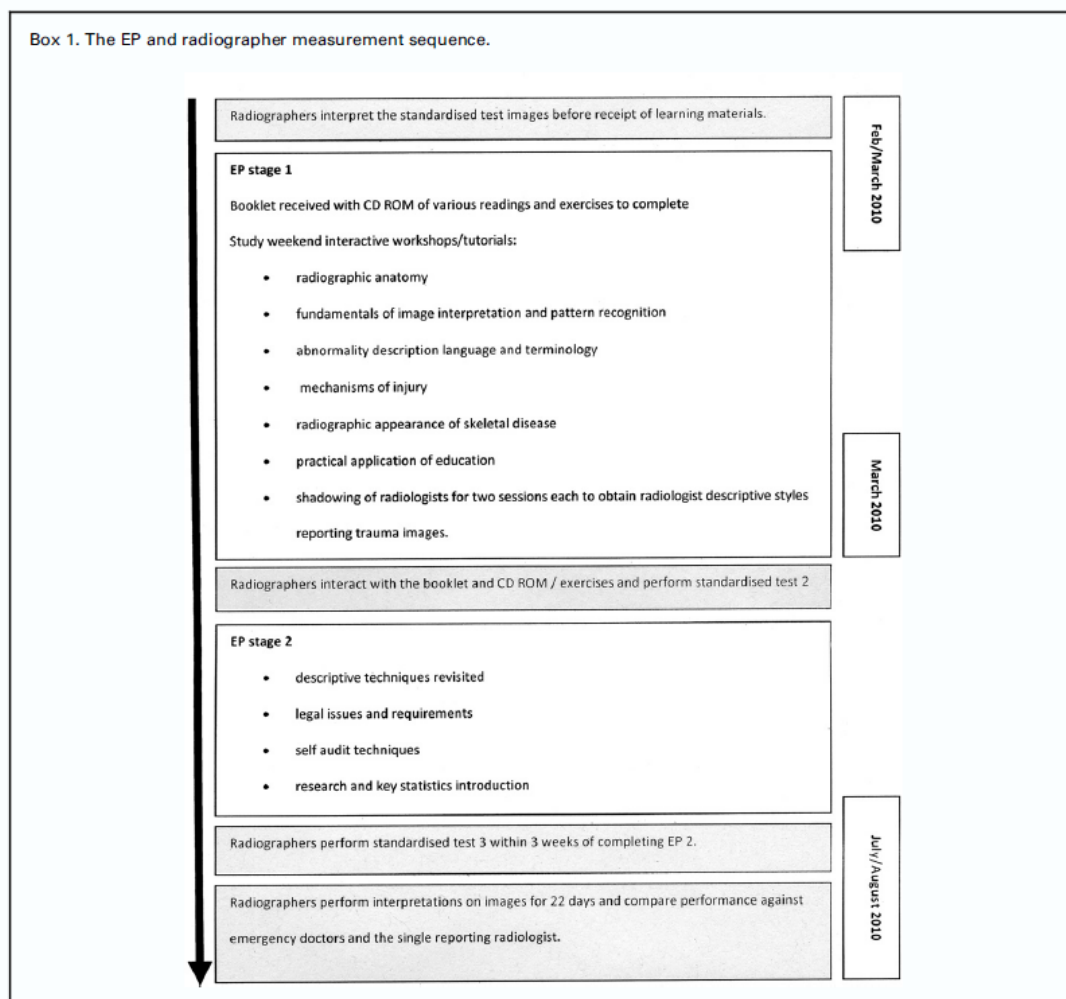 Box 1. The EP and radiographer measurement sequence.
Radiographers interpret the standardised test images before receipt of learning materials.
Feb/March 2010
EP stage 1
Booklet received with CD ROM of various readings and exercises to complete
Study weekend interactive workshops/tutorials:
• radiographic anatomy
• fundamentals of image interpretation and pattern recognition
• abnormality description language and terminology
• mechanisms of injury
• radiographic appearance of skeletal disease
• practical application of education
• shadowing of radiologists for two sessions each to obtain radiologist descriptive styles
reporting trauma images.
March 2010
Radiographers interact with the booklet and CD ROM / exercises and perform standardised test 2
EP stage 2
• descriptive techniques revisited
• legal issues and requirements
• self audit techniques
• research and key statistics introduction
Radiographers perform standardised test 3 within 3 weeks of completing EP 2.
Radiographers perform interpretations on images for 22 days and compare performance against
emergency doctors and the single reporting radiologist.
July/August 2010